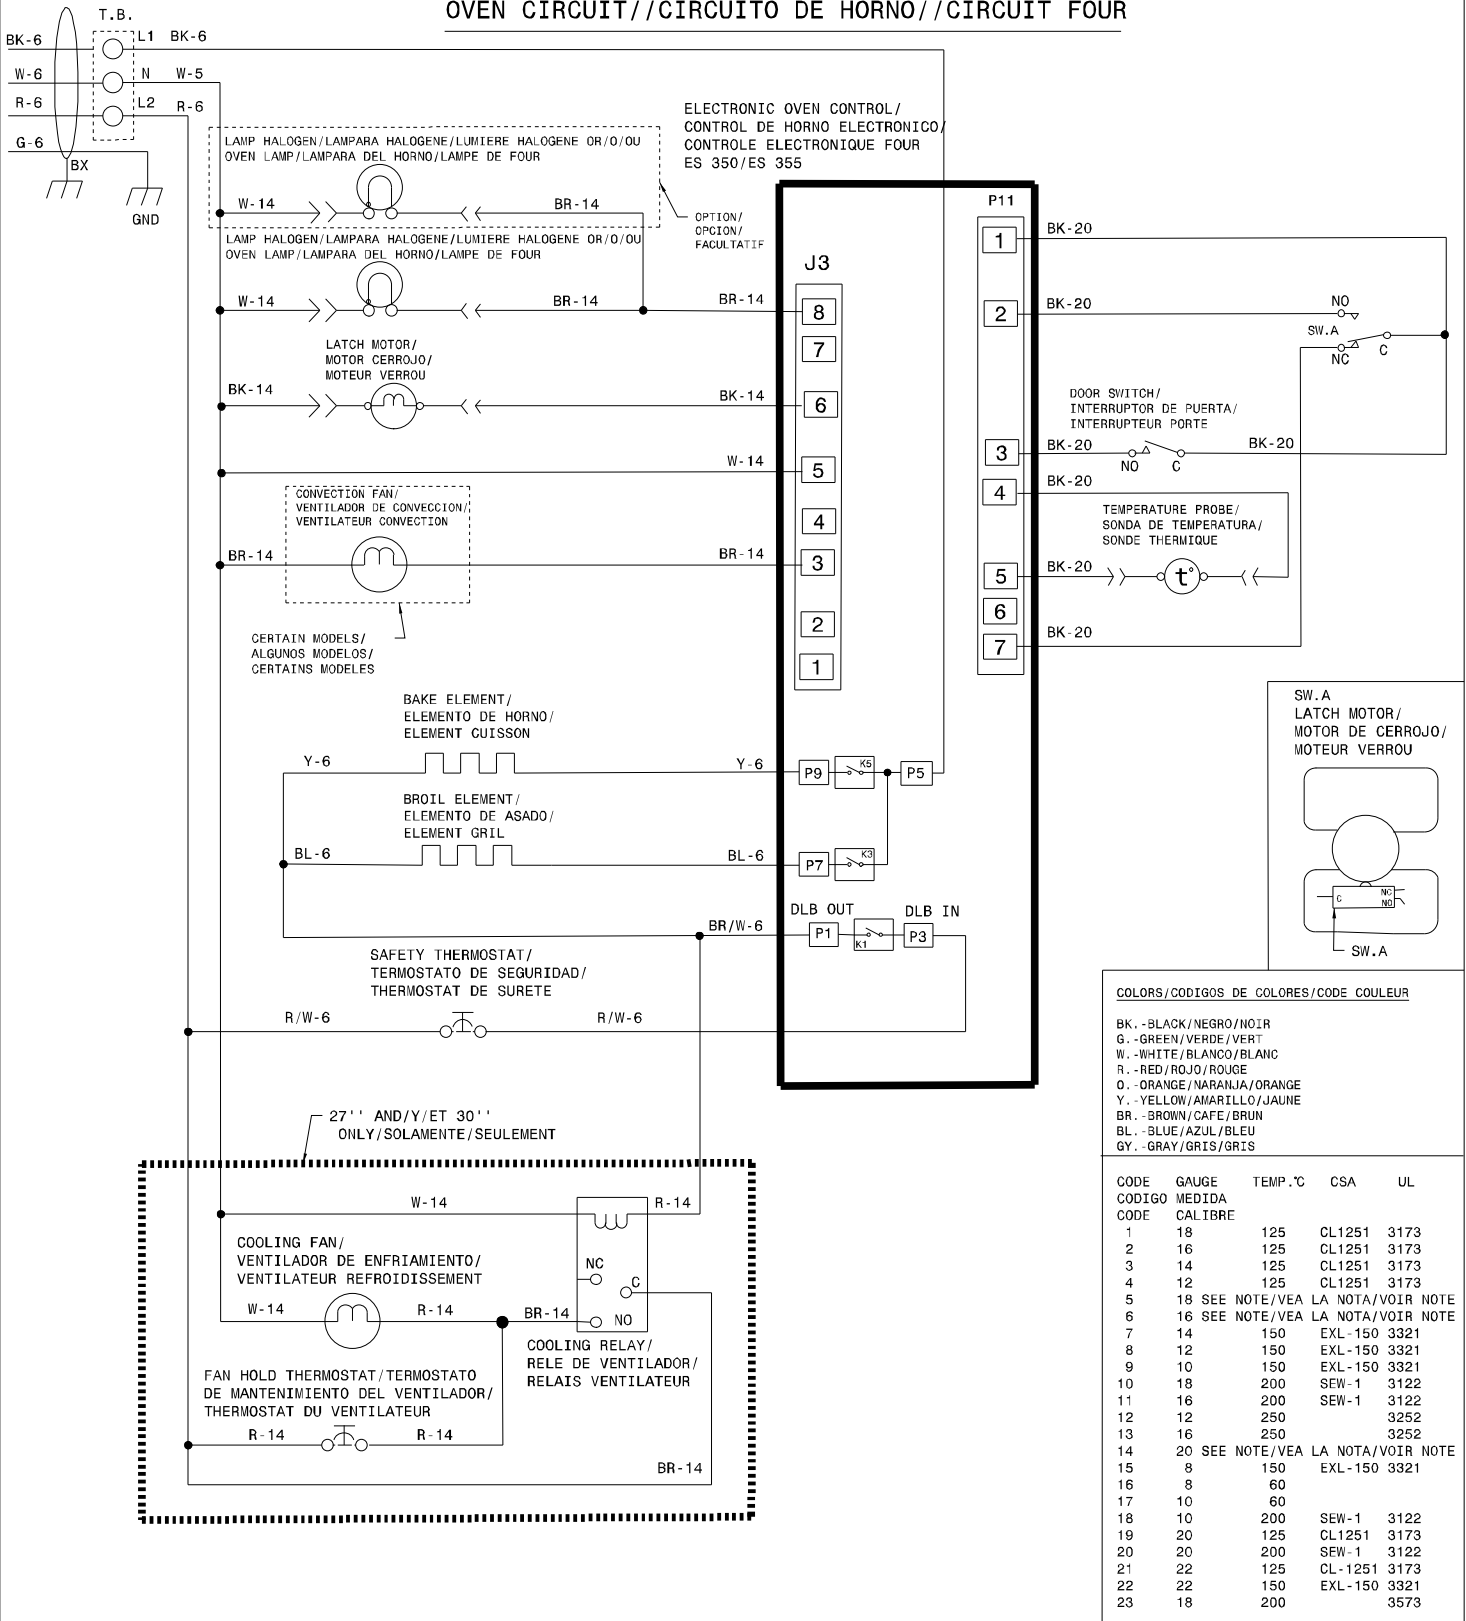 OVEN CIRCUIT//CIRCUITO DE HORNO//CIRCUIT FOUR
T.B.
BK-6
L1
BK-6
W-6
N
W-5
R-6
L2
R-6
G-6
BX
GND
LAMP HALOGEN/LAMPARA HALOGENE/LUMIERE HALOGENE OR/O/OU
OVEN LAMP/LAMPARA DEL HORNO/LAMPE DE FOUR
W-14
BR-14
OPTION/
OPCION/
FACULTATIF
LAMP HALOGEN/LAMPARA HALOGENE/LUMIERE HALOGENE OR/O/OU
OVEN LAMP/LAMPARA DEL HORNO/LAMPE DE FOUR
W-14
BR-14
BR-14
LATCH MOTOR/
MOTOR CERROJO/
MOTEUR VERROU
BK-14
BK-14
W-14
CONVECTION FAN/
VENTILADOR DE CONVECCION/
VENTILATEUR CONVECTION
BR-14
BR-14
CERTAIN MODELS/
ALGUNOS MODELOS/
CERTAINS MODELES
BAKE ELEMENT/
ELEMENTO DE HORNO/
ELEMENT CUISSON
Y-6
Y-6
BROIL ELEMENT/
ELEMENTO DE ASADO/
ELEMENT GRIL
BL-6
BL-6
BR/W-6
SAFETY THERMOSTAT/
TERMOSTATO DE SEGURIDAD/
THERMOSTAT DE SURETE
R/W-6
R/W-6
ELECTRONIC OVEN CONTROL/
CONTROL DE HORNO ELECTRONICO/
CONTROLE ELECTRONIQUE FOUR
ES 350/ES 355
J3
8
7
6
5
4
3
2
1
P9
K5
P5
P7
K3
DLB OUT
DLB IN
P1
K1
P3
P11
1
2
3
4
5
6
7
BK-20
BK-20
NO
SW.A
NC
C
DOOR SWITCH/
INTERRUPTOR DE PUERTA/
INTERRUPTEUR PORTE
BK-20
NO
C
BK-20
BK-20
TEMPERATURE PROBE/
SONDA DE TEMPERATURA/
SONDE THERMIQUE
BK-20
t°
BK-20
27'' AND/Y/ET 30''
ONLY/SOLAMENTE/SEULEMENT
W-14
R-14
COOLING FAN/
VENTILADOR DE ENFRIAMIENTO/
VENTILATEUR REFROIDISSEMENT
NC
C
NO
W-14
R-14
BR-14
COOLING RELAY/
RELE DE VENTILADOR/
RELAIS VENTILATEUR
FAN HOLD THERMOSTAT/TERMOSTATO
DE MANTENIMIENTO DEL VENTILADOR/
THERMOSTAT DU VENTILATEUR
R-14
R-14
BR-14
SW.A
LATCH MOTOR/
MOTOR DE CERROJO/
MOTEUR VERROU
C
NC
NO
SW.A
COLORS/CODIGOS DE COLORES/CODE COULEUR
BK.-BLACK/NEGRO/NOIR
G.-GREEN/VERDE/VERT
W.-WHITE/BLANCO/BLANC
R.-RED/ROJO/ROUGE
O.-ORANGE/NARANJA/ORANGE
Y.-YELLOW/AMARILLO/JAUNE
BR.-BROWN/CAFE/BRUN
BL.-BLUE/AZUL/BLEU
GY.-GRAY/GRIS/GRIS
CODE GAUGE TEMP.℃ CSA UL
CODIGO MEDIDA
CODE CALIBRE
1 18 125 CL1251 3173
2 16 125 CL1251 3173
3 14 125 CL1251 3173
4 12 125 CL1251 3173
5 18 SEE NOTE/VEA LA NOTA/VOIR NOTE
6 16 SEE NOTE/VEA LA NOTA/VOIR NOTE
7 14 150 EXL-150 3321
8 12 150 EXL-150 3321
9 10 150 EXL-150 3321
10 18 200 SEW-1 3122
11 16 200 SEW-1 3122
12 12 250 3252
13 16 250 3252
14 20 SEE NOTE/VEA LA NOTA/VOIR NOTE
15 8 150 EXL-150 3321
16 8 60
17 10 60
18 10 200 SEW-1 3122
19 20 125 CL1251 3173
20 20 200 SEW-1 3122
21 22 125 CL-1251 3173
22 22 150 EXL-150 3321
23 18 200 3573